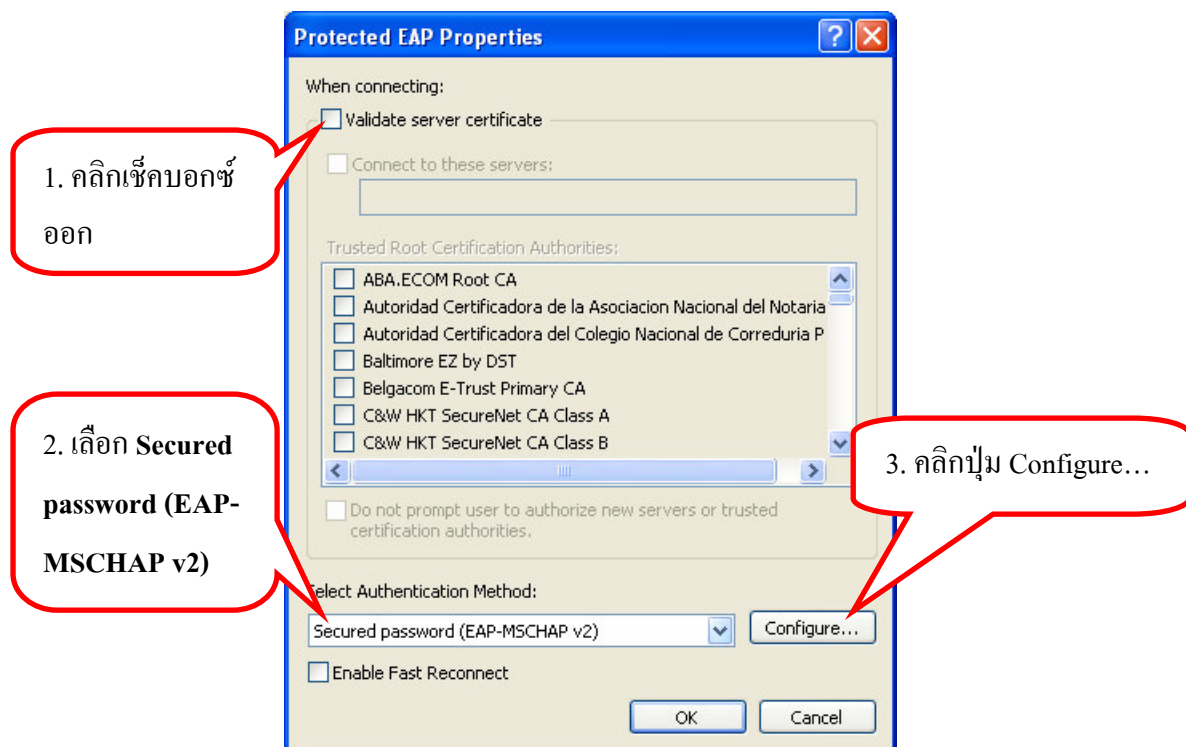 Protected EAP Properties
When connecting:
Validate server certificate
1. คลิกเช็คบอกซ์
ออก
Connect to these servers:
Trusted Root Certification Authorities:
ABA.ECOM Root CA
Autoridad Certificadora de la Asociacion Nacional del Notaria
Autoridad Certificadora del Colegio Nacional de Correduria P
Baltimore EZ by DST
Belgacom E-Trust Primary CA
C&W HKT SecureNet CA Class A
C&W HKT SecureNet CA Class B
2. เลือก Secured
password (EAP-
MSCHAP v2)
3. คลิกปุ่ม Configure…
Do not prompt user to authorize new servers or trusted
certification authorities.
Select Authentication Method:
Secured password (EAP-MSCHAP v2)
Configure...
Enable Fast Reconnect
OK
Cancel